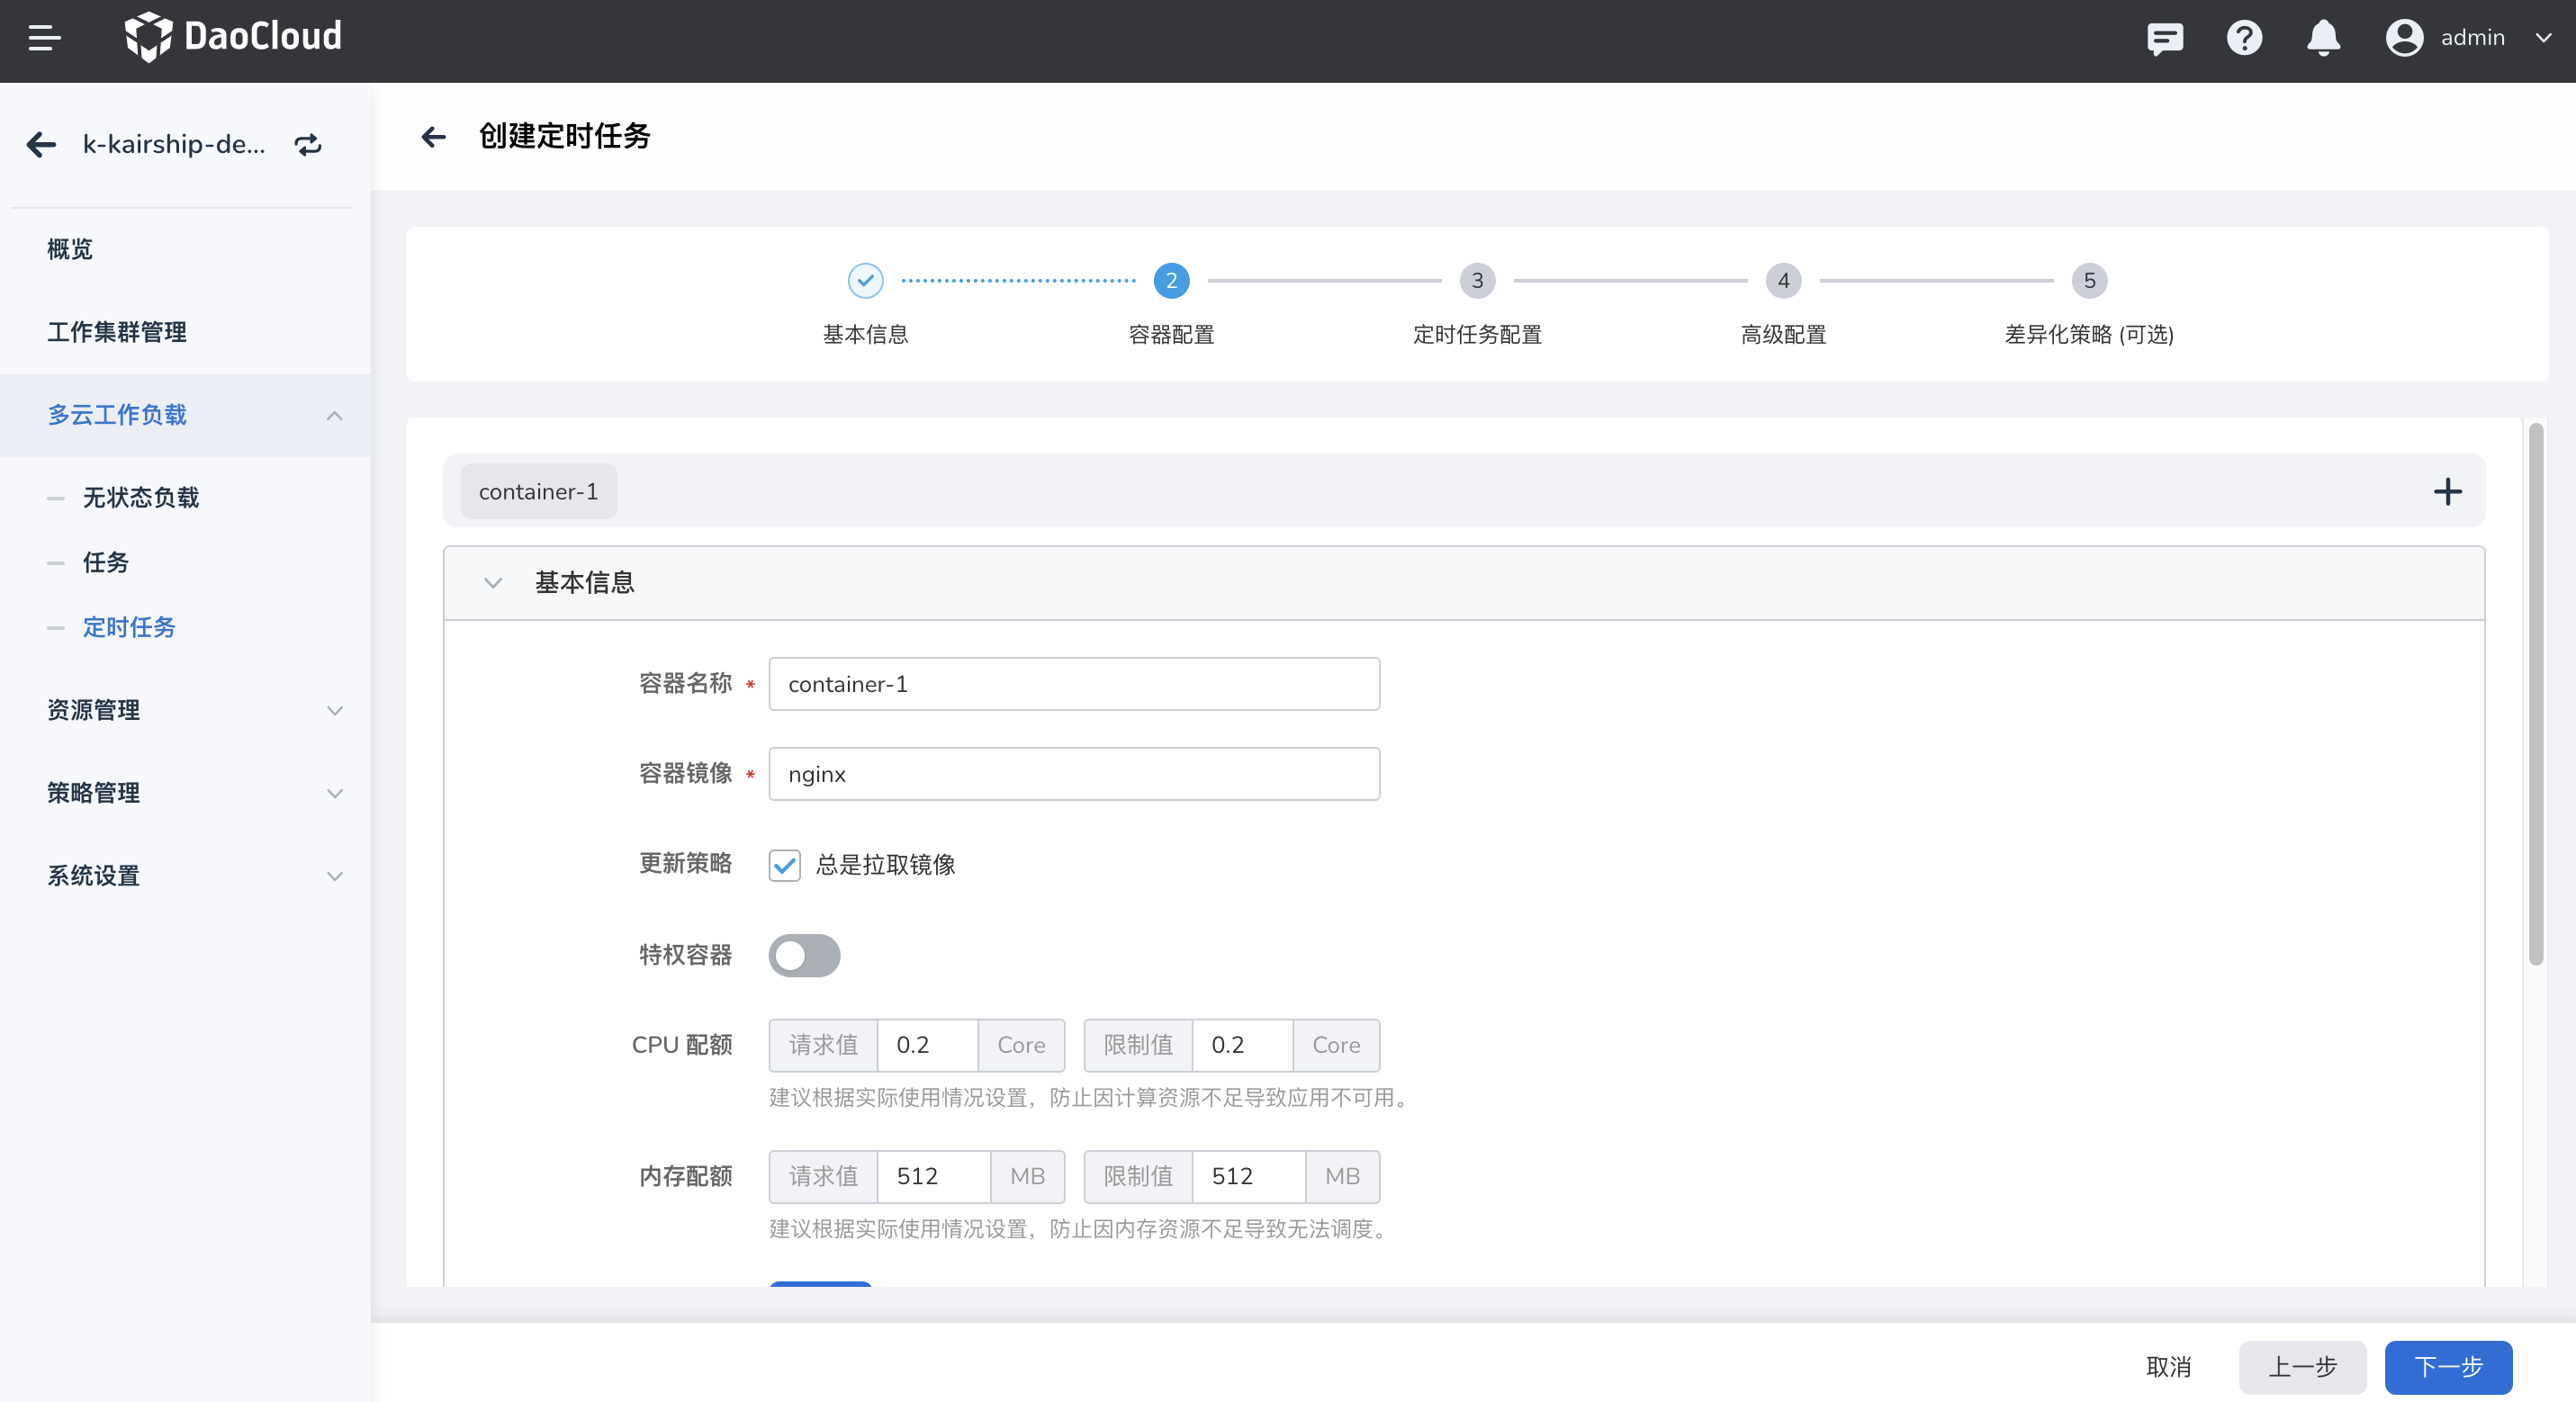 DaoCloud
admin
k-kairship-de...
概览
工作集群管理
多云工作负载
无状态负载
任务
定时任务
资源管理
策略管理
系统设置
创建定时任务
2 3 4 5
基本信息 容器配置 定时任务配置 高级配置 差异化策略 (可选)
container-1
基本信息
容器名称 * container-1
容器镜像 * nginx
更新策略 总是拉取镜像
特权容器
CPU 配额 请求值 0.2 Core 限制值 0.2 Core
建议根据实际使用情况设置，防止因计算资源不足导致应用不可用。
内存配额 请求值 512 MB 限制值 512 MB
建议根据实际使用情况设置，防止因内存资源不足导致无法调度。
取消 上一步 下一步